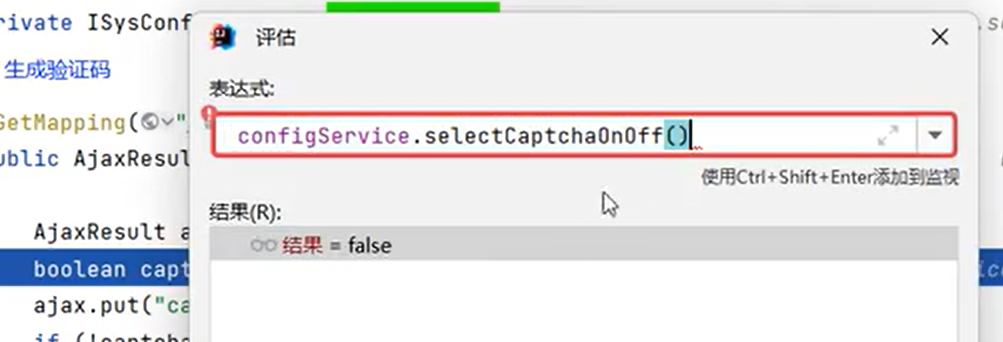 rivate ISysConf
评估
生成验证码
表达式:
GetMapping("
configService.selectCaptchaOnOff()
ublic AjaxResul
使用Ctrl+Shift+Enter添加到监视
结果(R):
AjaxResult a
结果 = false
boolean capt
ajax.put("ca
if (!captcha